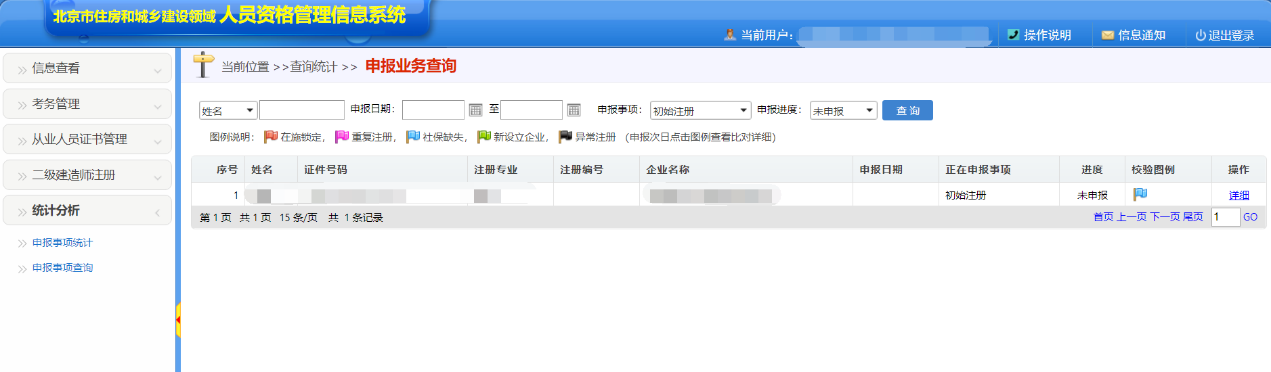 北京市住房和城乡建设领域 人员资格管理信息系统
当前用户： 操作说明 信息通知 退出登录
信息查看
考务管理
从业人员证书管理
二级建造师注册
统计分析
申报事项统计
申报事项查询
当前位置 >>查询统计 >> 申报业务查询
姓名 申报日期： 至 申报事项： 初始注册 申报进度： 未申报 查 询
图例说明： 在施锁定， 重复注册， 社保缺失， 新设立企业， 异常注册 （申报次日点击图例查看比对详细）
序号 姓名 证件号码 注册专业 注册编号 企业名称 申报日期 正在申报事项 进度 校验图例 操作
1 初始注册 未申报 详细
第 1 页 共 1 页 15 条/页 共 1 条记录 首页 上一页 下一页 尾页 1 GO